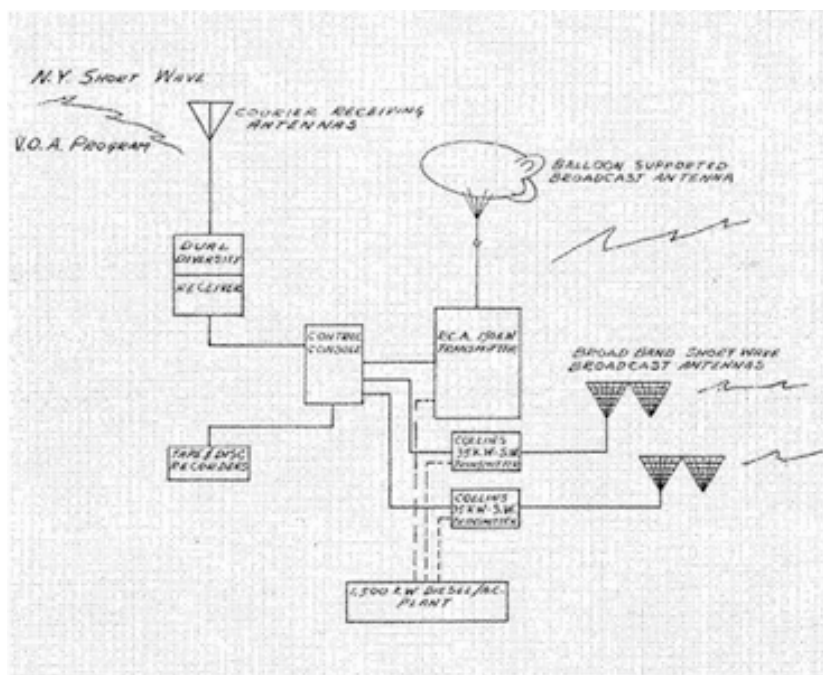 N.Y. SHORT WAVE
V.O.A. PROGRAM
COURIER RECEIVING
ANTENNAS
BALLOON SUPPORTED
BROADCAST ANTENNA
DUAL
DIVERSITY
RECEIVER
CONTROL
CONSOLE
R.C.A. 150KW
TRANSMITTER
BROAD BAND SHORT WAVE
BROADCAST ANTENNAS
TAPE & DISC
RECORDERS
COLLINS
35KW-S.W.
TRANSMITTER
COLLINS
35KW-S.W.
TRANSMITTER
1,500 KW DIESEL/AC.
PLANT